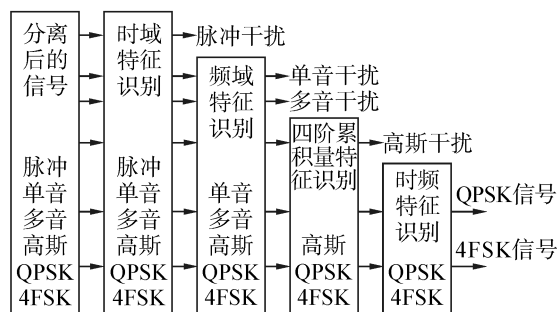 分离
后的
信号
脉冲
单音
多音
高斯
QPSK
4FSK
时域
特征
识别
脉冲
单音
多音
高斯
QPSK
4FSK
脉冲干扰
频域
特征
识别
单音
多音
高斯
QPSK
4FSK
单音干扰
多音干扰
四阶累
积量特
征识别
高斯
QPSK
4FSK
高斯干扰
时频
特征
识别
QPSK
4FSK
QPSK信号
4FSK信号